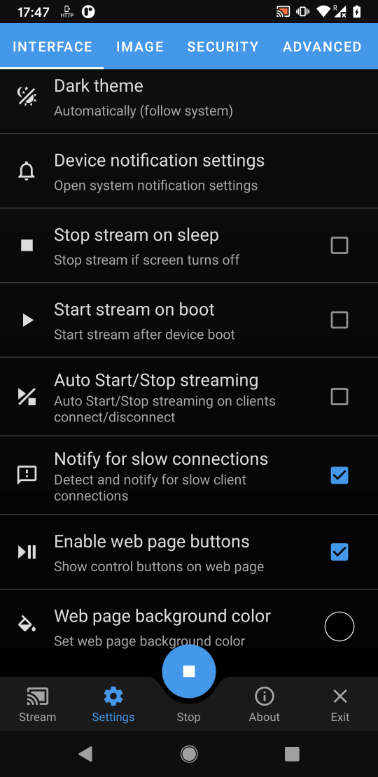 17:47
HTTP
R
INTERFACE IMAGE SECURITY ADVANCED
Dark theme
Automatically (follow system)
Device notification settings
Open system notification settings
Stop stream on sleep
Stop stream if screen turns off
Start stream on boot
Start stream after device boot
Auto Start/Stop streaming
Auto Start/Stop streaming on clients
connect/disconnect
Notify for slow connections
Detect and notify for slow client
connections
Enable web page buttons
Show control buttons on web page
Web page background color
Set web page background color
Stream Settings Stop About Exit